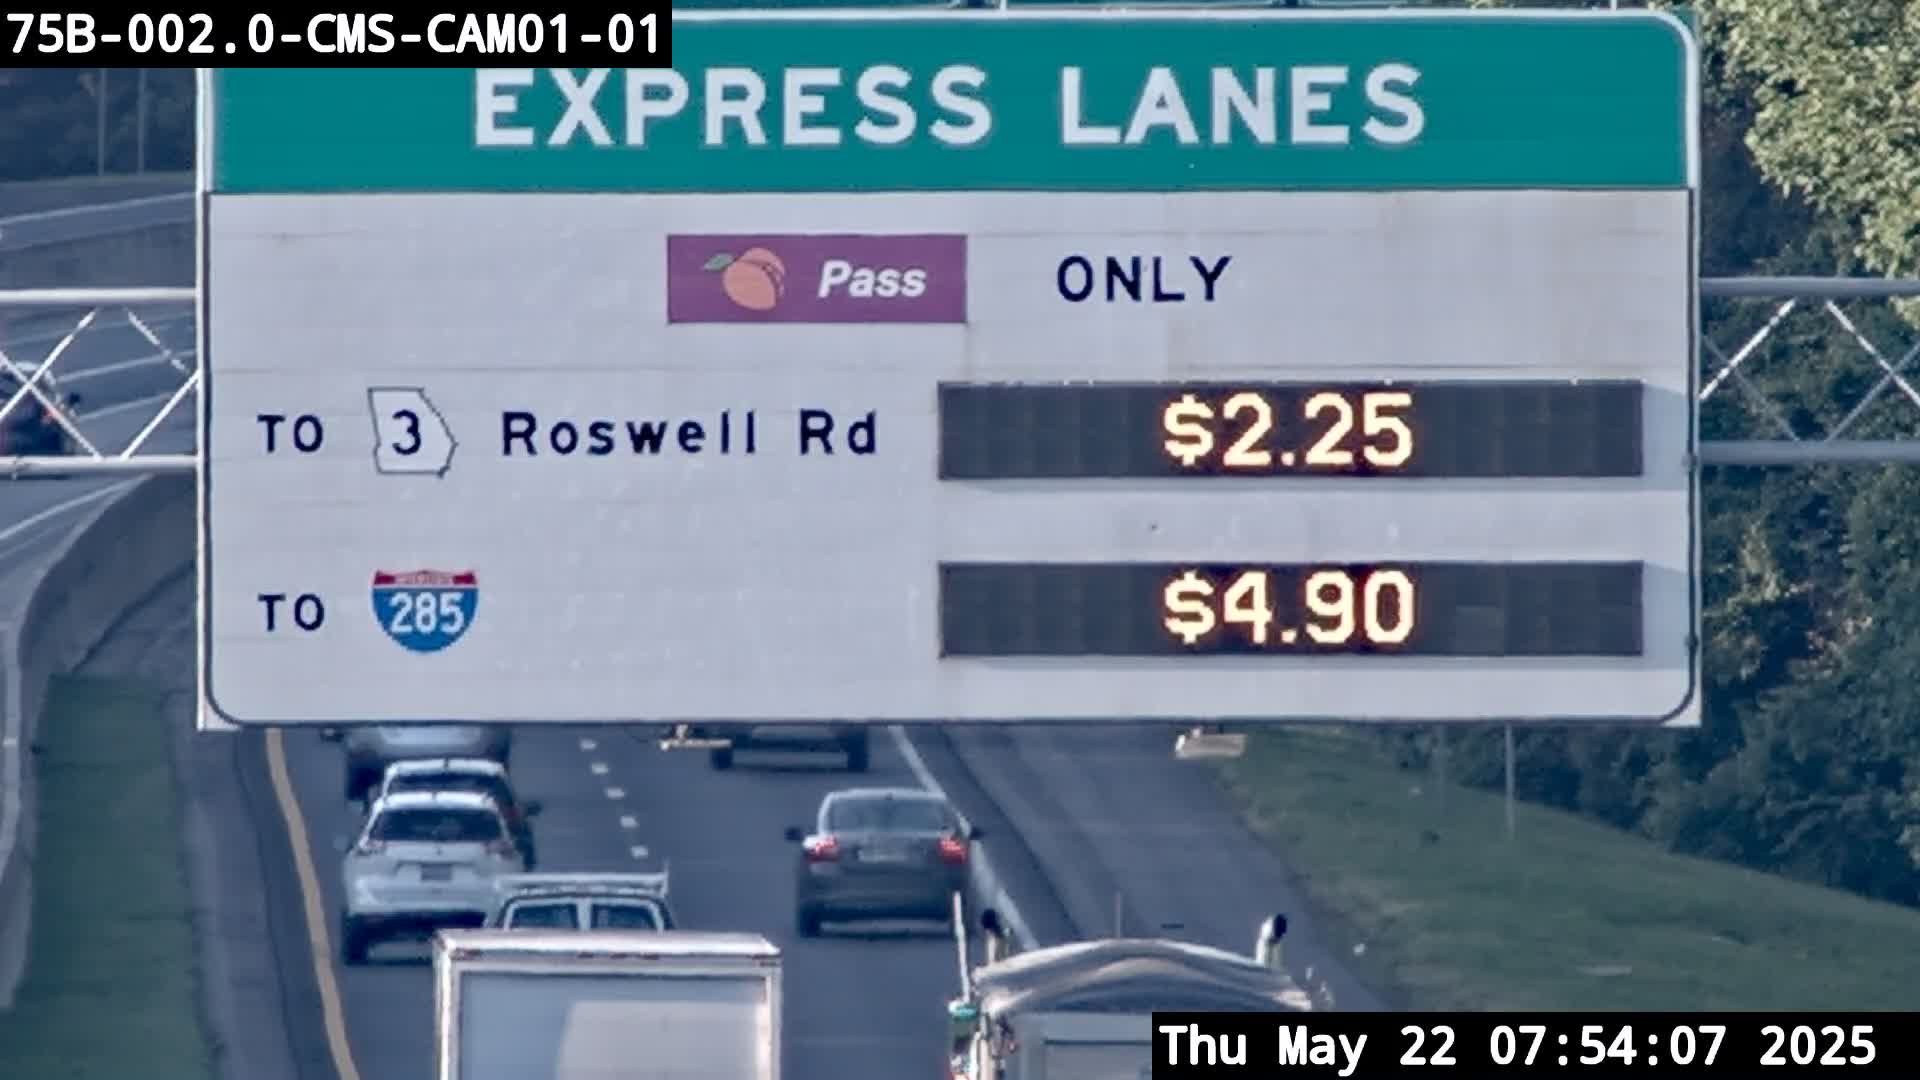 75B-002.0-CMS-CAM01-01
EXPRESS LANES
Pass ONLY
TO 3 Roswell Rd $2.25
TO 285 $4.90
Thu May 22 07:54:07 2025